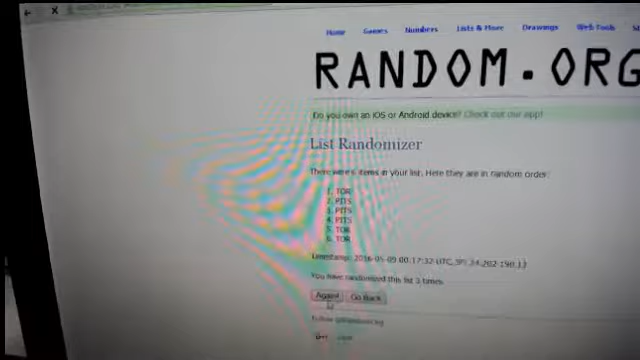 Home Games Numbers Lists & More Drawings Web Tools
RANDOM.ORG
Do you own an iOS or Android device? Check out our app!
List Randomizer
There were 6 items in your list. Here they are in random order:
1. TOR
2. PITS
3. PITS
4. PITS
5. TOR
6. TOR
Timestamp: 2016-05-09 00:17:32 UTC
You have randomized this list 3 times.
Again! Go Back